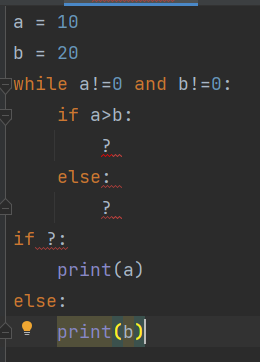 a = 10
b = 20
while a!=0 and b!=0:
    if a>b:
        ?
    else:
        ?
if ?:
    print(a)
else:
    print(b)